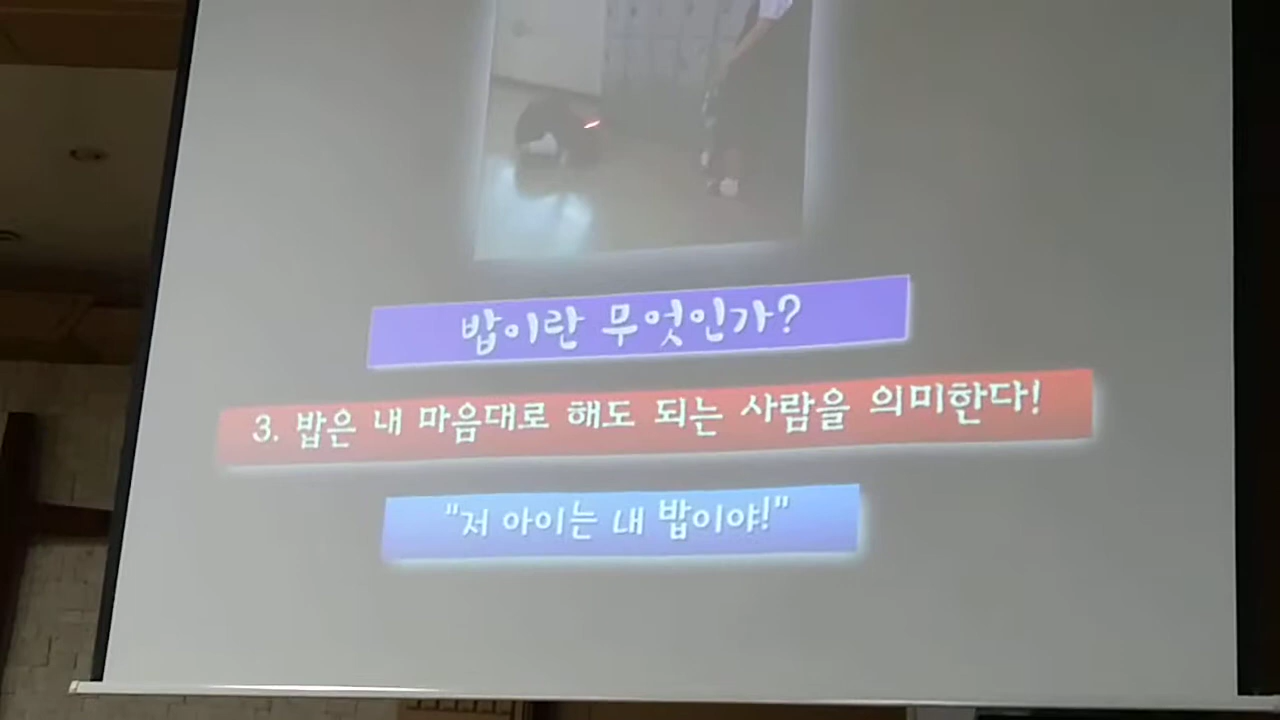 밥이란 무엇인가?
3. 밥은 내 마음대로 해도 되는 사람을 의미한다!
"저 아이는 내 밥이야!"